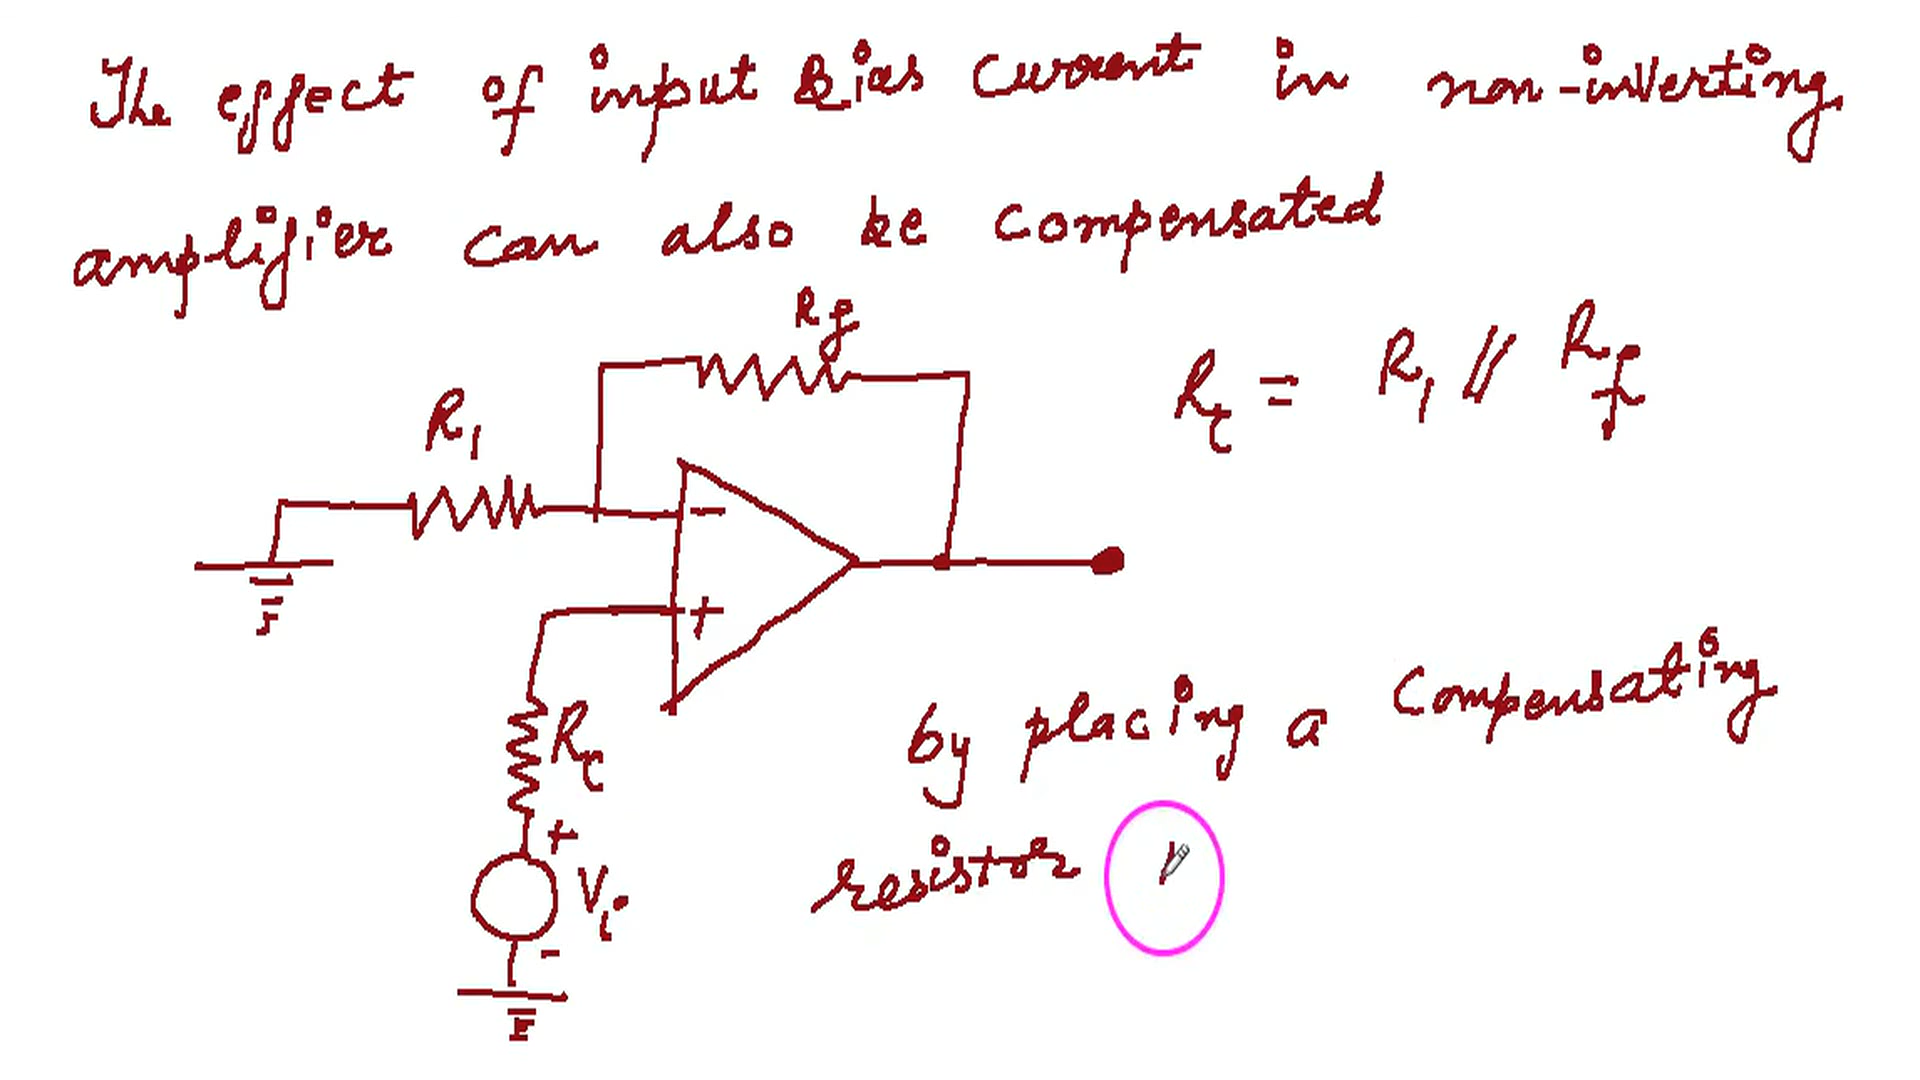 The effect of input Bias Current in non-inverting
amplifier can also be compensated
Rf
R1
Rc = R1 // Rf
-
+
Rc
+
Vi
-
by placing a Compensating
resistor